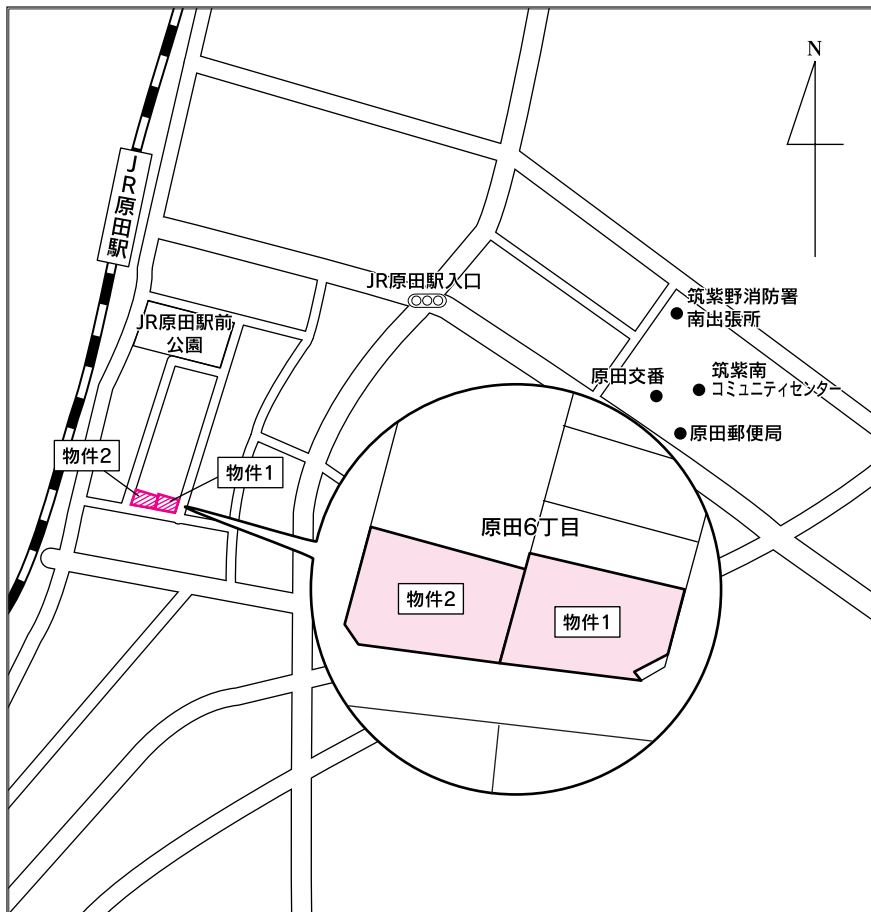 N
JR原田駅
JR原田駅入口
筑紫野消防署
南出張所
JR原田駅前
公園
原田交番
筑紫南
コミュニティセンター
原田郵便局
物件2
物件1
原田6丁目
物件2
物件1